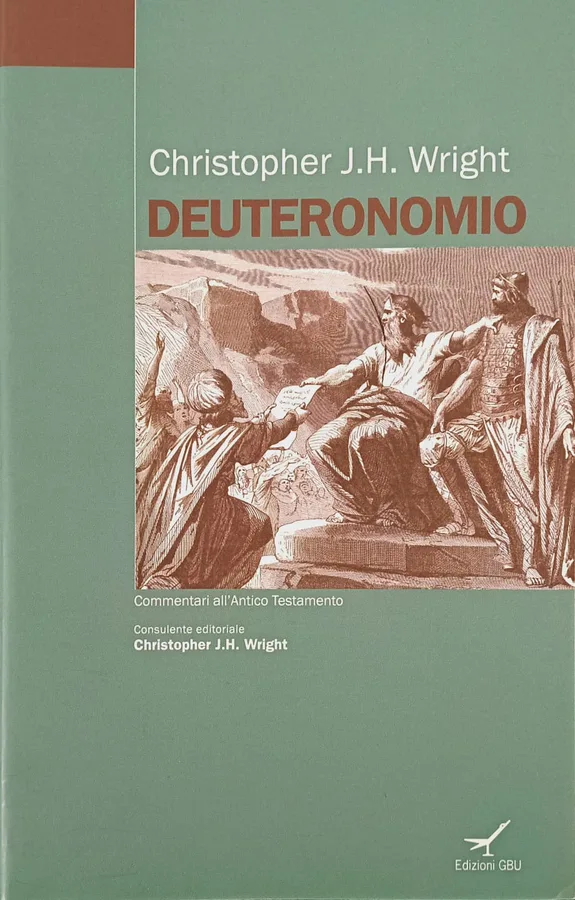 Christopher J.H. Wright
DEUTERONOMIO
Commentari all'Antico Testamento
Consulente editoriale
Christopher J.H. Wright
Edizioni GBU